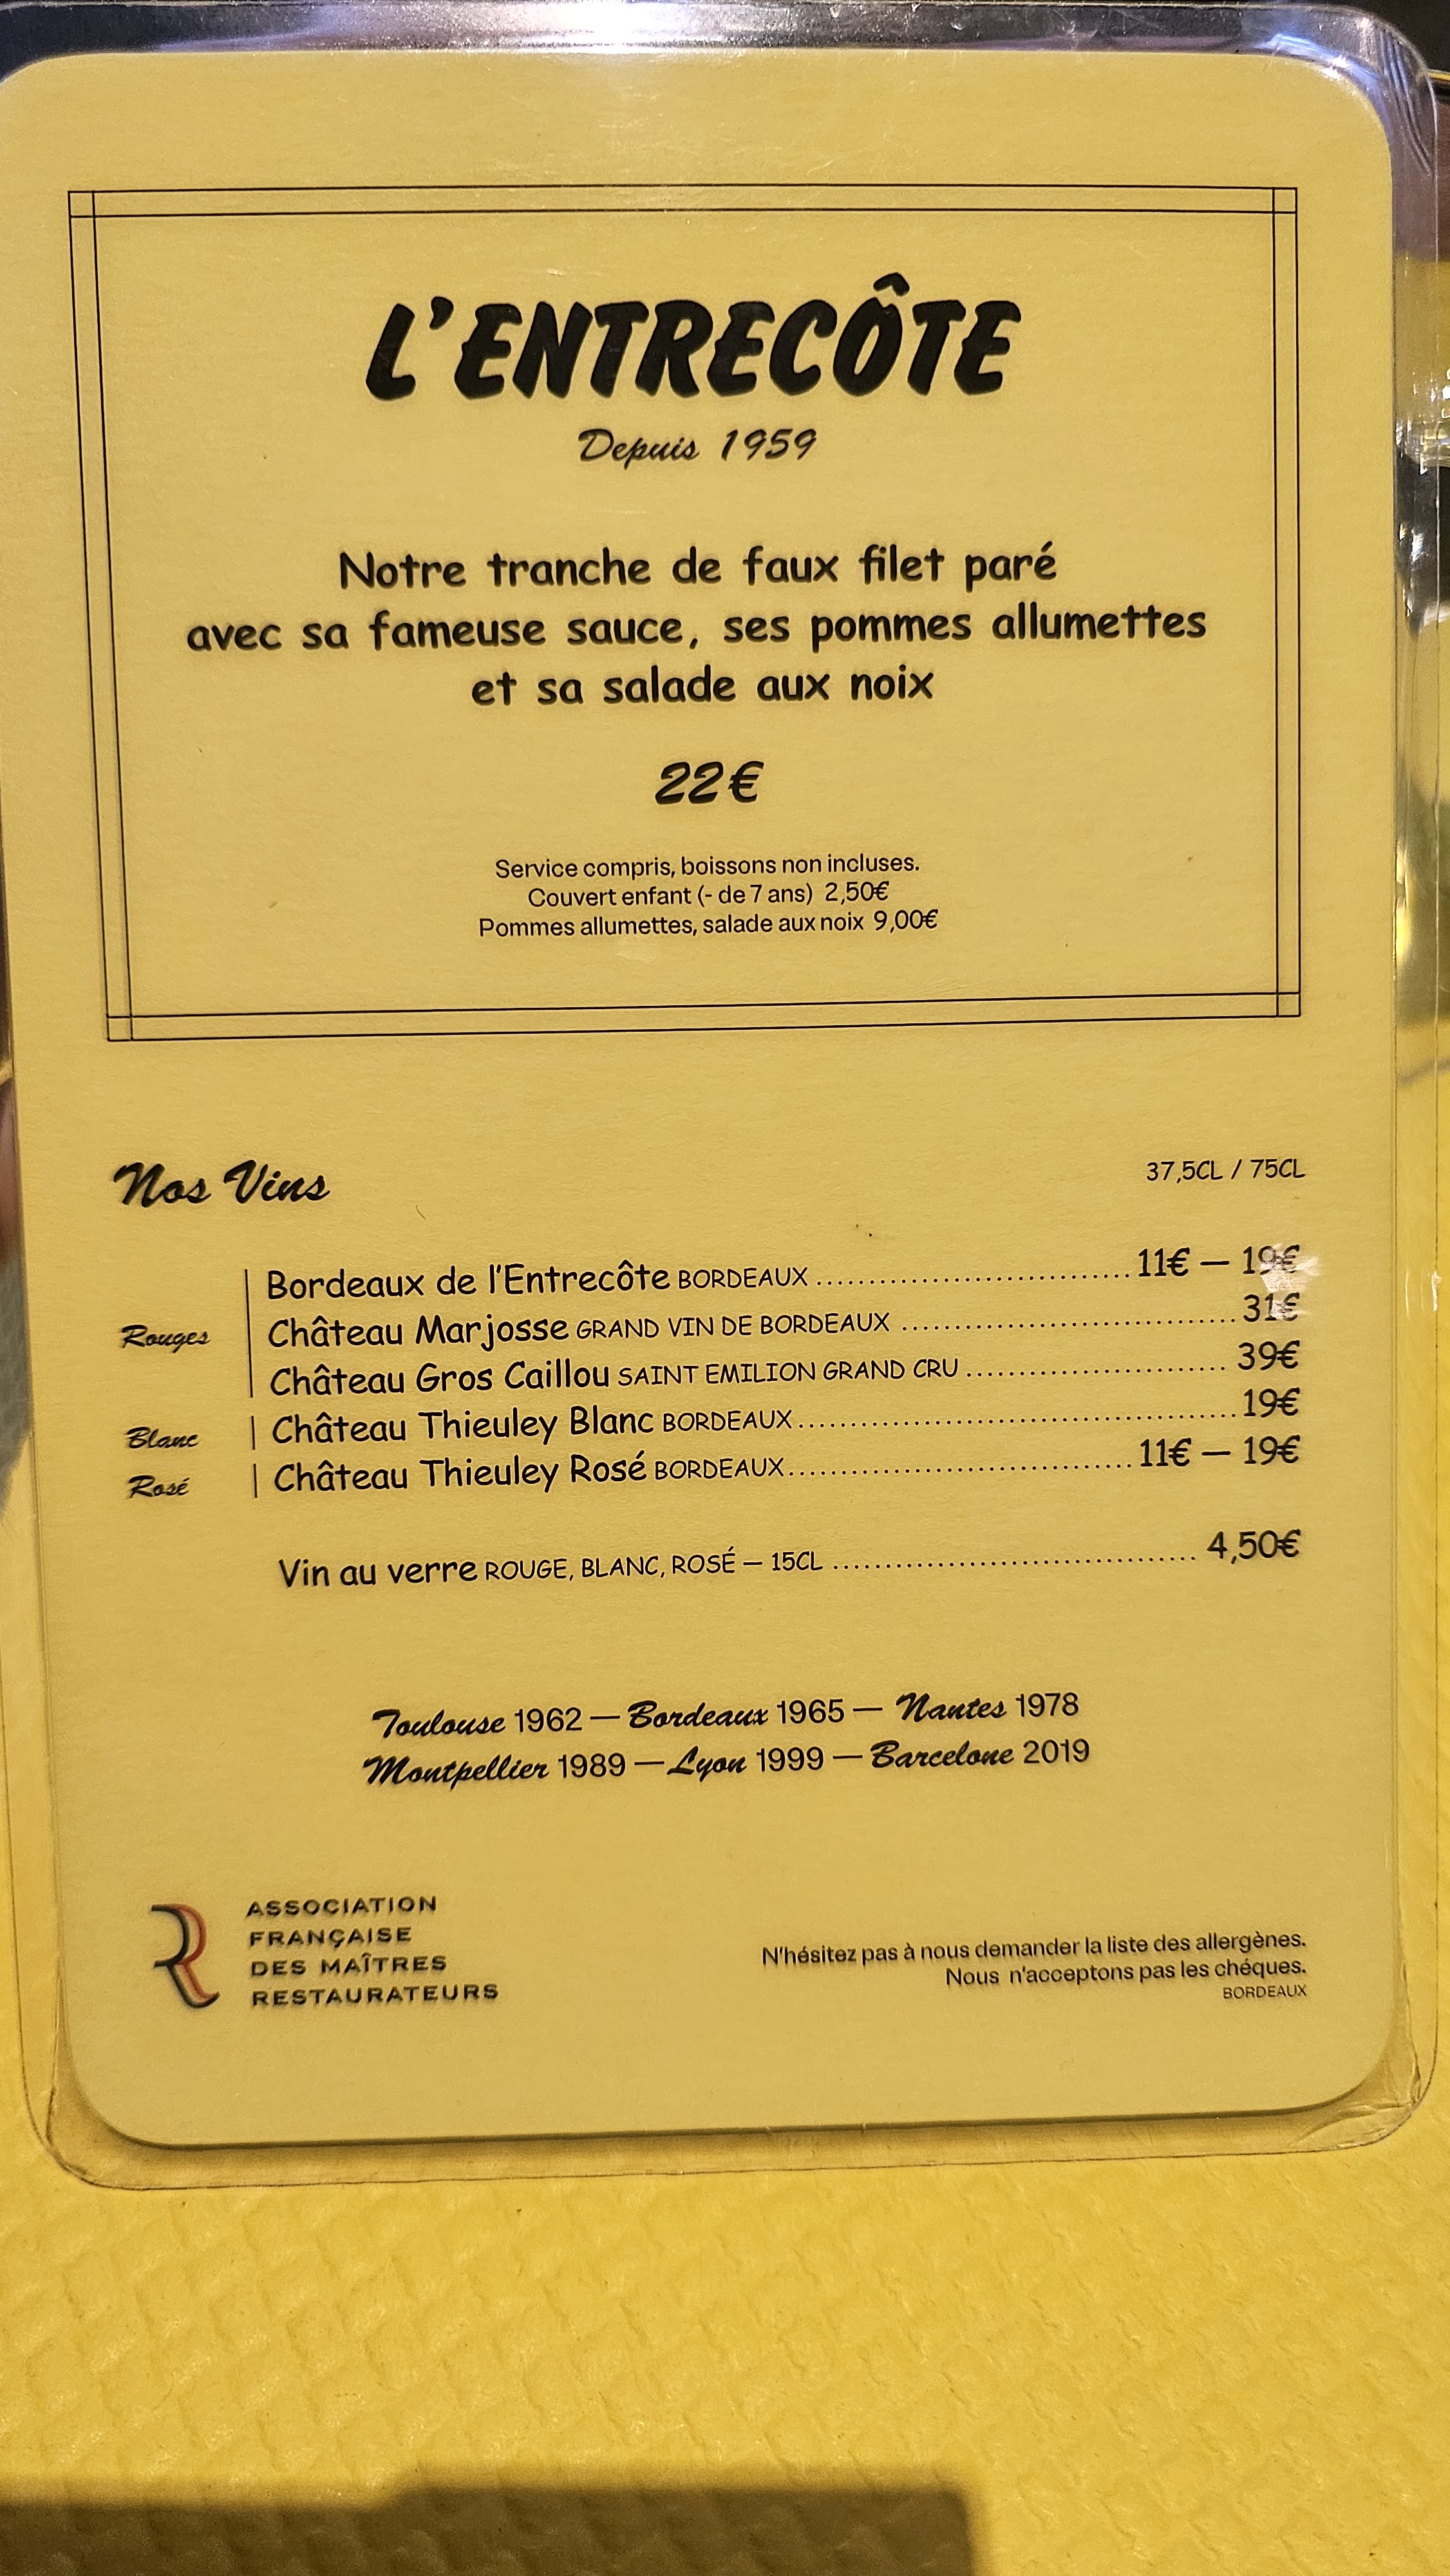 L'ENTRECÔTE
Depuis 1959
Notre tranche de faux filet paré
avec sa fameuse sauce, ses pommes allumettes
et sa salade aux noix
22€
Service compris, boissons non incluses.
Couvert enfant (- de 7 ans) 2,50€
Pommes allumettes, salade aux noix 9,00€
Nos Vins 37,5CL / 75CL
Bordeaux de l'Entrecôte BORDEAUX 11€ — 19€
Rouges Château Marjosse GRAND VIN DE BORDEAUX 31€
Château Gros Caillou SAINT EMILION GRAND CRU 39€
Blanc Château Thieuley Blanc BORDEAUX 19€
Rosé Château Thieuley Rosé BORDEAUX 11€ — 19€
Vin au verre ROUGE, BLANC, ROSÉ — 15CL 4,50€
Toulouse 1962 — Bordeaux 1965 — Nantes 1978
Montpellier 1989 — Lyon 1999 — Barcelone 2019
ASSOCIATION
FRANÇAISE
DES MAÎTRES
RESTAURATEURS
N'hésitez pas à nous demander la liste des allergènes.
Nous n'acceptons pas les chéques.
BORDEAUX